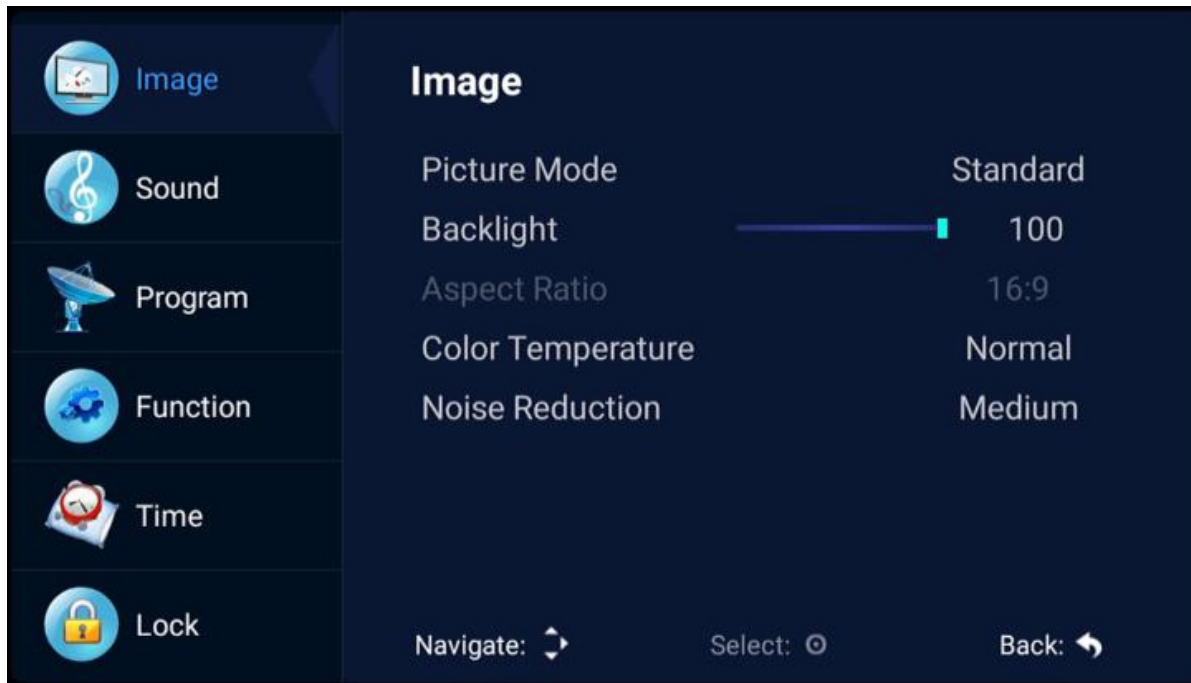 Image
Sound
Program
Function
Time
Lock
Image
Picture Mode Standard
Backlight 100
Aspect Ratio 16:9
Color Temperature Normal
Noise Reduction Medium
Navigate: Select: Back: